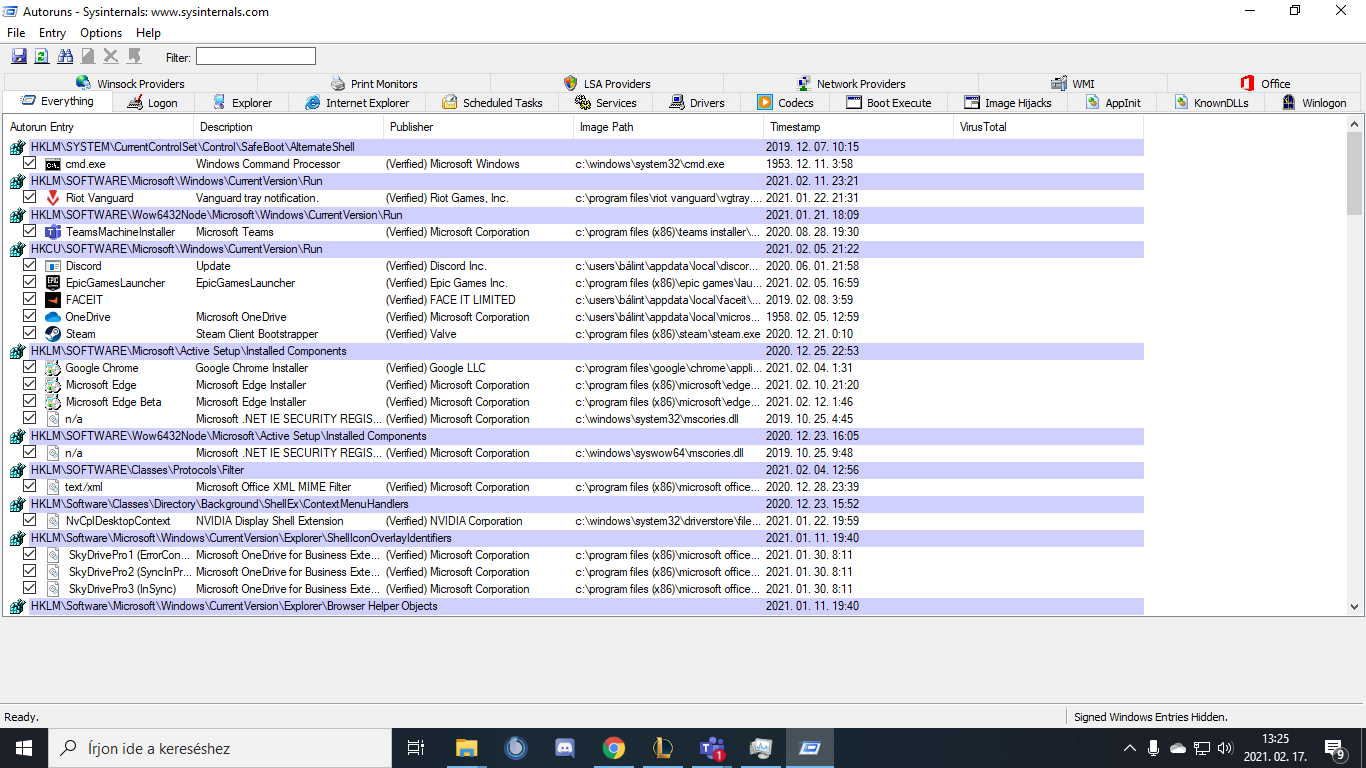 Autoruns - Sysinternals: www.sysinternals.com
File Entry Options Help
Filter:
Winsock Providers Print Monitors LSA Providers Network Providers WMI Office
Everything Logon Explorer Internet Explorer Scheduled Tasks Services Drivers Codecs Boot Execute Image Hijacks AppInit KnownDLLs Winlogon
Autorun Entry Description Publisher Image Path Timestamp VirusTotal
HKLM\SYSTEM\CurrentControlSet\Control\SafeBoot\AlternateShell 2019. 12. 07. 10:15
cmd.exe Windows Command Processor (Verified) Microsoft Windows c:\windows\system32\cmd.exe 1953. 12. 11. 3:58
HKLM\SOFTWARE\Microsoft\Windows\CurrentVersion\Run 2021. 02. 11. 23:21
Riot Vanguard Vanguard tray notification. (Verified) Riot Games, Inc. c:\program files\riot vanguard\vgtray.... 2021. 01. 22. 21:31
HKLM\SOFTWARE\Wow6432Node\Microsoft\Windows\CurrentVersion\Run 2021. 01. 21. 18:09
TeamsMachineInstaller Microsoft Teams (Verified) Microsoft Corporation c:\program files (x86)\teams installer\... 2020. 08. 28. 19:30
HKCU\SOFTWARE\Microsoft\Windows\CurrentVersion\Run 2021. 02. 05. 21:22
Discord Update (Verified) Discord Inc. c:\users\bálint\appdata\local\discor... 2020. 06. 01. 21:58
EpicGamesLauncher EpicGamesLauncher (Verified) Epic Games Inc. c:\program files (x86)\epic games\lau... 2021. 02. 05. 16:59
FACEIT (Verified) FACE IT LIMITED c:\users\bálint\appdata\local\faceit\... 2019. 02. 08. 3:59
OneDrive Microsoft OneDrive (Verified) Microsoft Corporation c:\users\bálint\appdata\local\micros... 1958. 02. 05. 12:59
Steam Steam Client Bootstrapper (Verified) Valve c:\program files (x86)\steam\steam.exe 2020. 12. 21. 0:10
HKLM\SOFTWARE\Microsoft\Active Setup\Installed Components 2020. 12. 25. 22:53
Google Chrome Google Chrome Installer (Verified) Google LLC c:\program files\google\chrome\appli... 2021. 02. 04. 1:31
Microsoft Edge Microsoft Edge Installer (Verified) Microsoft Corporation c:\program files (x86)\microsoft\edge... 2021. 02. 10. 21:20
Microsoft Edge Beta Microsoft Edge Installer (Verified) Microsoft Corporation c:\program files (x86)\microsoft\edge... 2021. 02. 12. 1:46
n/a Microsoft .NET IE SECURITY REGIS... (Verified) Microsoft Corporation c:\windows\system32\mscories.dll 2019. 10. 25. 4:45
HKLM\SOFTWARE\Wow6432Node\Microsoft\Active Setup\Installed Components 2020. 12. 23. 16:05
n/a Microsoft .NET IE SECURITY REGIS... (Verified) Microsoft Corporation c:\windows\syswow64\mscories.dll 2019. 10. 25. 9:48
HKLM\SOFTWARE\Classes\Protocols\Filter 2021. 02. 04. 12:56
text/xml Microsoft Office XML MIME Filter (Verified) Microsoft Corporation c:\program files (x86)\microsoft office... 2020. 12. 28. 23:39
HKLM\Software\Classes\Directory\Background\ShellEx\ContextMenuHandlers 2020. 12. 23. 15:52
NvCplDesktopContext NVIDIA Display Shell Extension (Verified) NVIDIA Corporation c:\windows\system32\driverstore\file... 2021. 01. 22. 19:59
HKLM\Software\Microsoft\Windows\CurrentVersion\Explorer\ShellIconOverlayIdentifiers 2021. 01. 11. 19:40
SkyDrivePro1 (ErrorCon... Microsoft OneDrive for Business Exte... (Verified) Microsoft Corporation c:\program files (x86)\microsoft office... 2021. 01. 30. 8:11
SkyDrivePro2 (SyncInPr... Microsoft OneDrive for Business Exte... (Verified) Microsoft Corporation c:\program files (x86)\microsoft office... 2021. 01. 30. 8:11
SkyDrivePro3 (InSync) Microsoft OneDrive for Business Exte... (Verified) Microsoft Corporation c:\program files (x86)\microsoft office... 2021. 01. 30. 8:11
HKLM\Software\Microsoft\Windows\CurrentVersion\Explorer\Browser Helper Objects 2021. 01. 11. 19:40
Ready. Signed Windows Entries Hidden.
Írjon ide a kereséshez
1
13:25
2021. 02. 17.
9